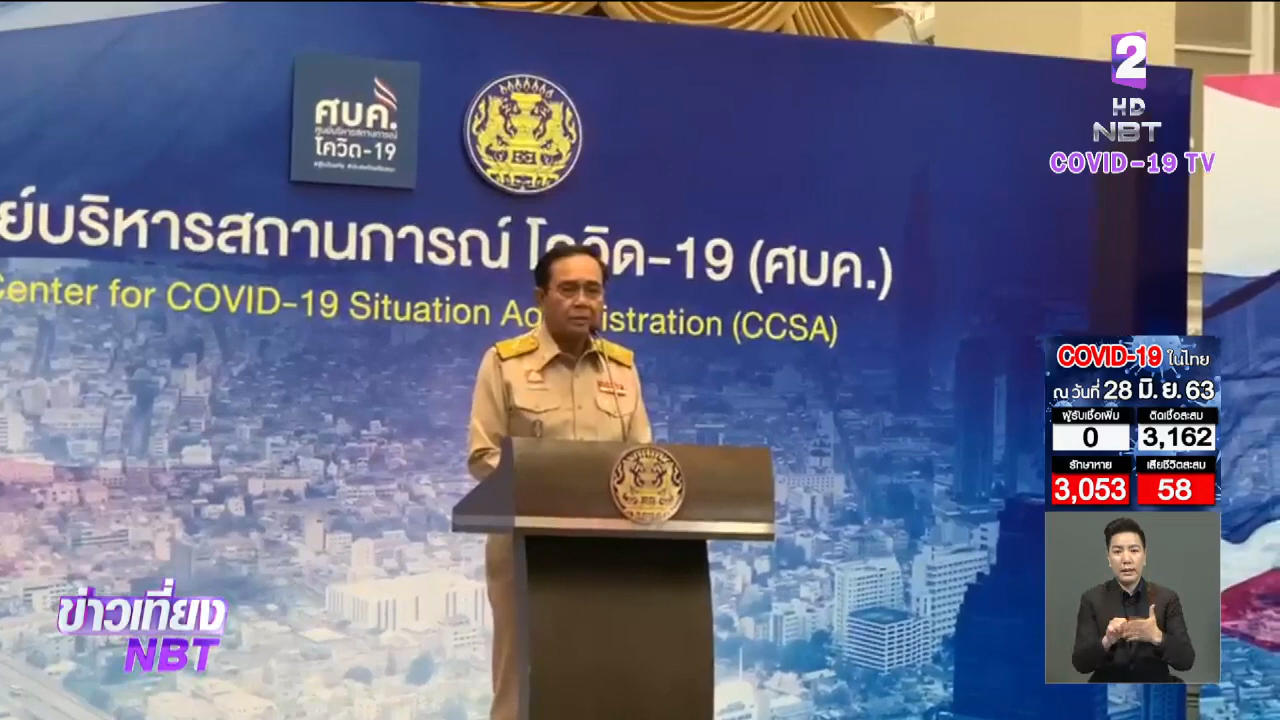 2
HD
NBT
COVID-19 TV
ศบค.
ศูนย์บริหารสถานการณ์
โควิด-19
ย์บริหารสถานการณ์ โควิด-19 (ศบค.)
Center for COVID-19 Situation Ad istration (CCSA)
COVID-19 ในไทย
ณ วันที่ 28 มิ.ย. 63
ผู้รับเชื้อเพิ่ม ติดเชื้อสะสม
0 3,162
รักษาหาย เสียชีวิตสะสม
3,053 58
ข่าวเที่ยง
NBT